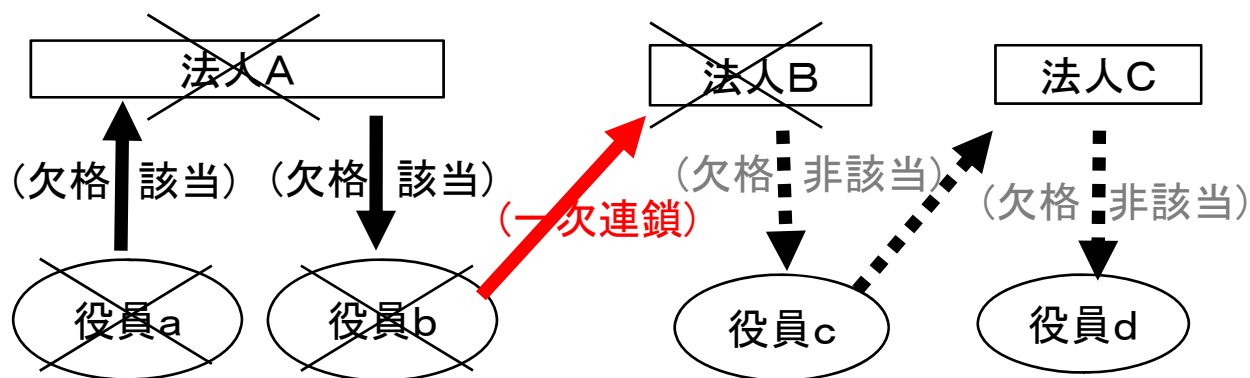 法人A
法人B
法人C
(欠格 該当)
(欠格 該当)
(欠格 非該当)
(欠格 非該当)
(一次連鎖)
役員a
役員b
役員c
役員d